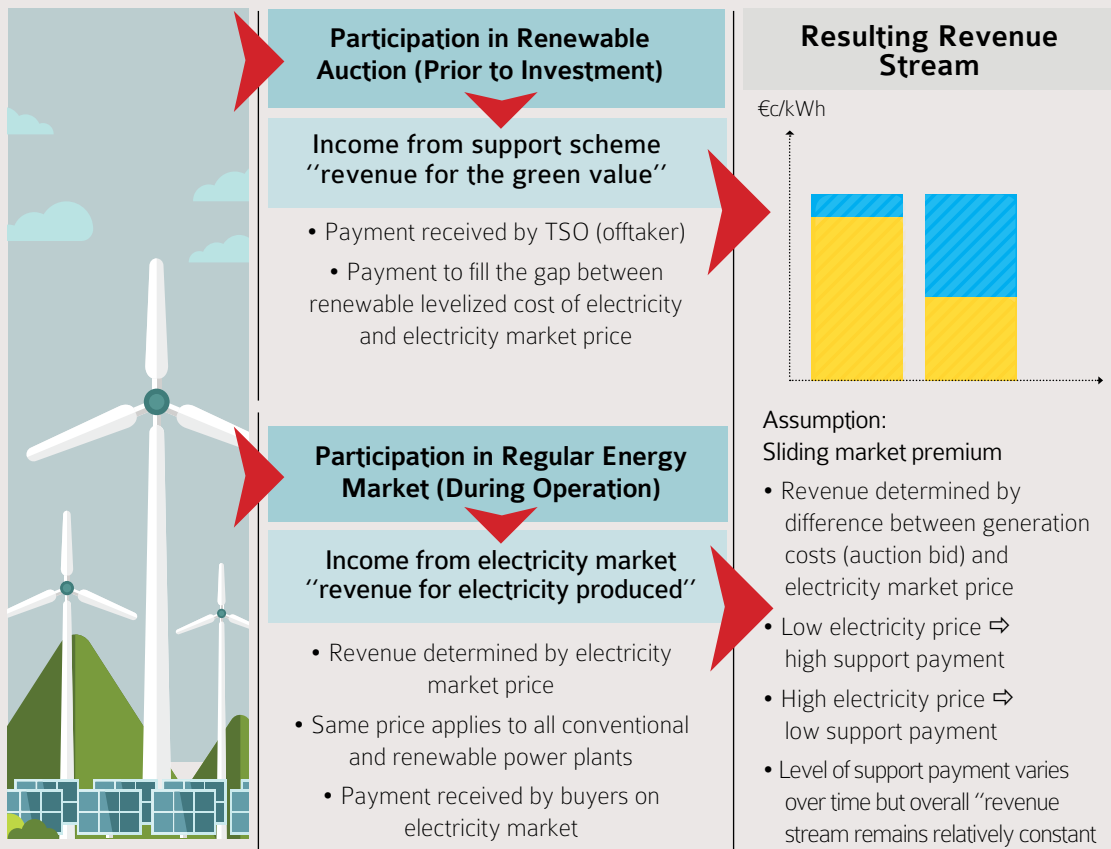 Participation in Renewable
Auction (Prior to Investment)
Income from support scheme
“revenue for the green value”
• Payment received by TSO (offtaker)
• Payment to fill the gap between
renewable levelized cost of electricity
and electricity market price
Participation in Regular Energy
Market (During Operation)
Income from electricity market
“revenue for electricity produced”
• Revenue determined by electricity
market price
• Same price applies to all conventional
and renewable power plants
• Payment received by buyers on
electricity market
Resulting Revenue
Stream
€c/kWh
Assumption:
Sliding market premium
• Revenue determined by
difference between generation
costs (auction bid) and
electricity market price
• Low electricity price ⇨
high support payment
• High electricity price ⇨
low support payment
• Level of support payment varies
over time but overall “revenue
stream remains relatively constant